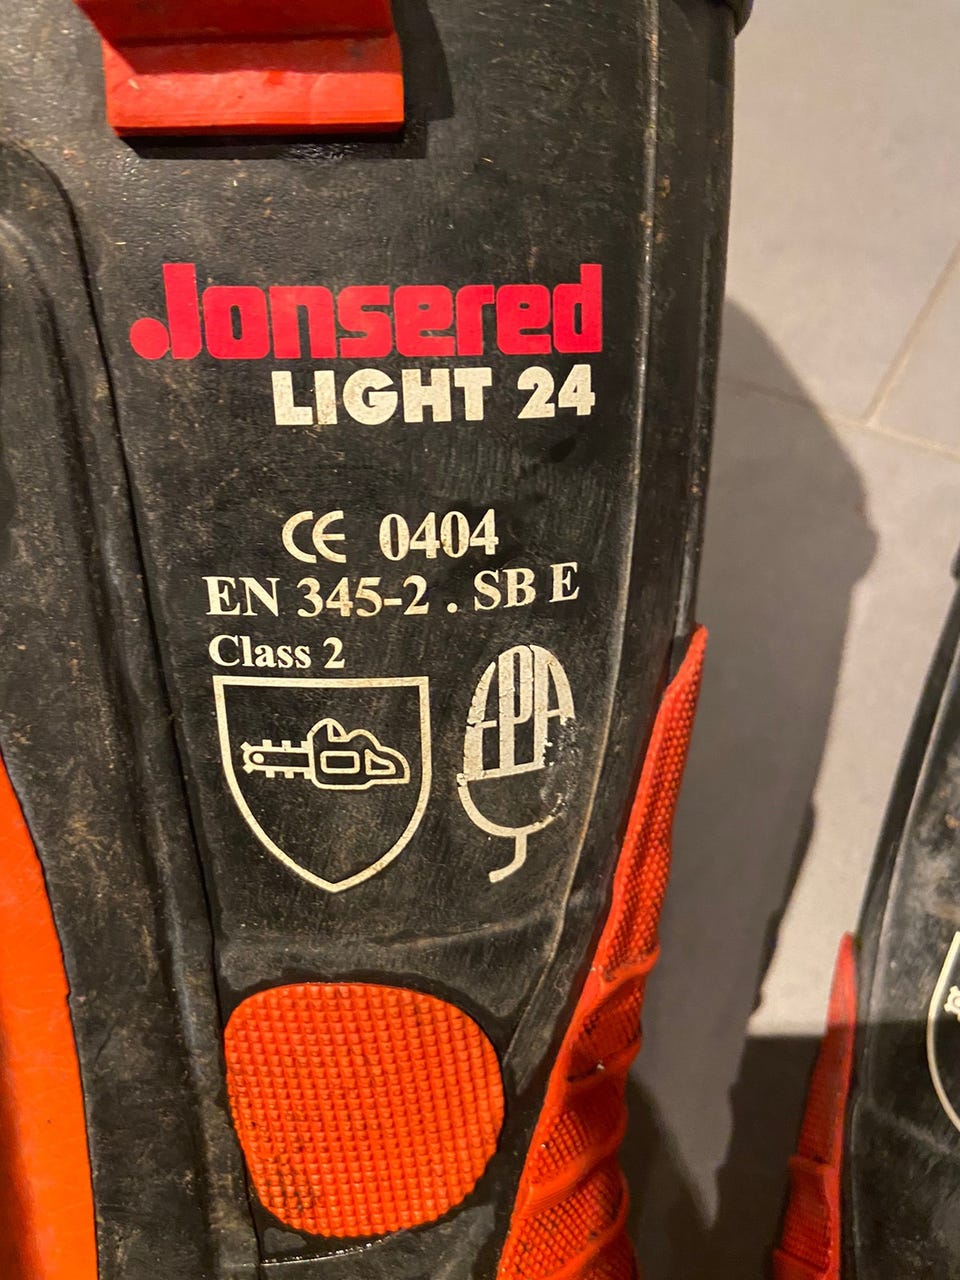 Jonsered
LIGHT 24
CE 0404
EN 345-2 . SB E
Class 2
EPA